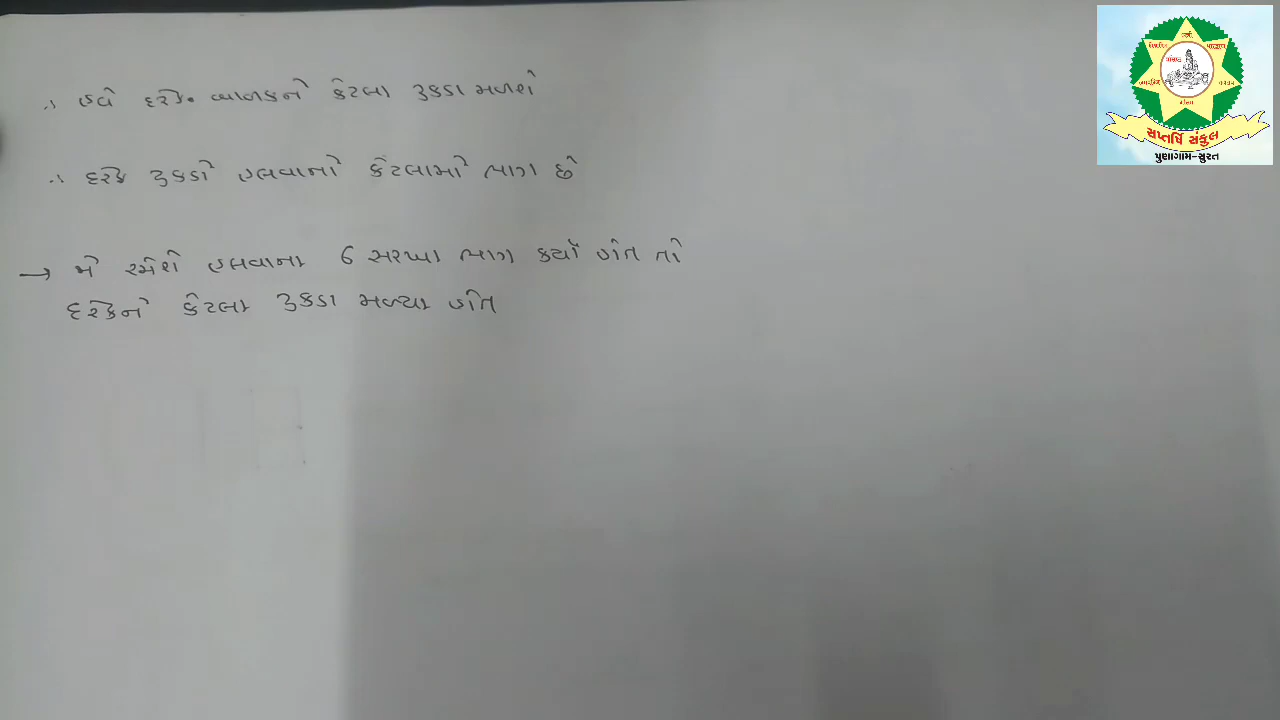 ∴ હવે દરેક બાળકને કેટલા ટુકડા મળશે
∴ દરેક ટુકડો હલવાનો કેટલામો ભાગ છે
→ જો રમેશે હલવાના 6 સરખા ભાગ કર્યા હોત તો
દરેકને કેટલા ટુકડા મળ્યા હોત
સપ્તર્ષિ સંકુલ
પુણાગામ-સુરત